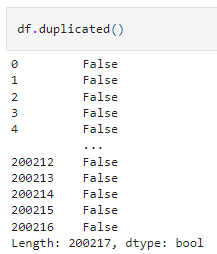 df.duplicated()
0         False
1         False
2         False
3         False
4         False
          ...
200212    False
200213    False
200214    False
200215    False
200216    False
Length: 200217, dtype: bool